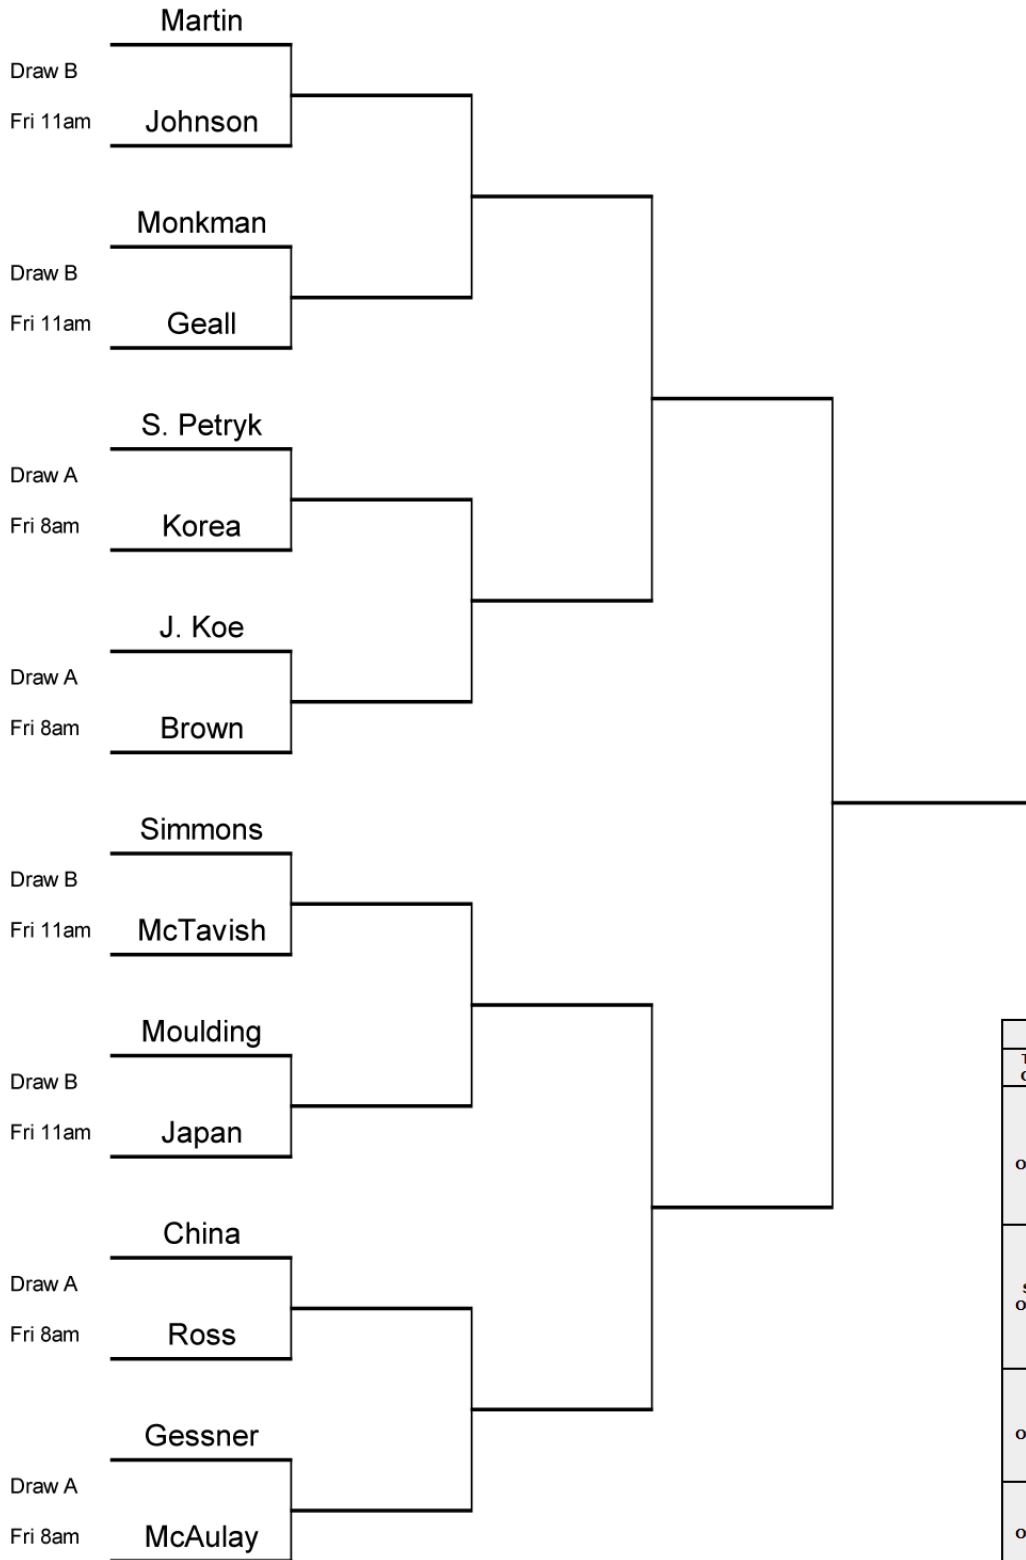 Martin
Draw B
Fri 11am
Johnson
Monkman
Draw B
Fri 11am
Geall
S. Petryk
Draw A
Fri 8am
Korea
J. Koe
Draw A
Fri 8am
Brown
Simmons
Draw B
Fri 11am
McTavish
Moulding
Draw B
Fri 11am
Japan
China
Draw A
Fri 8am
Ross
Gessner
Draw A
Fri 8am
McAulay